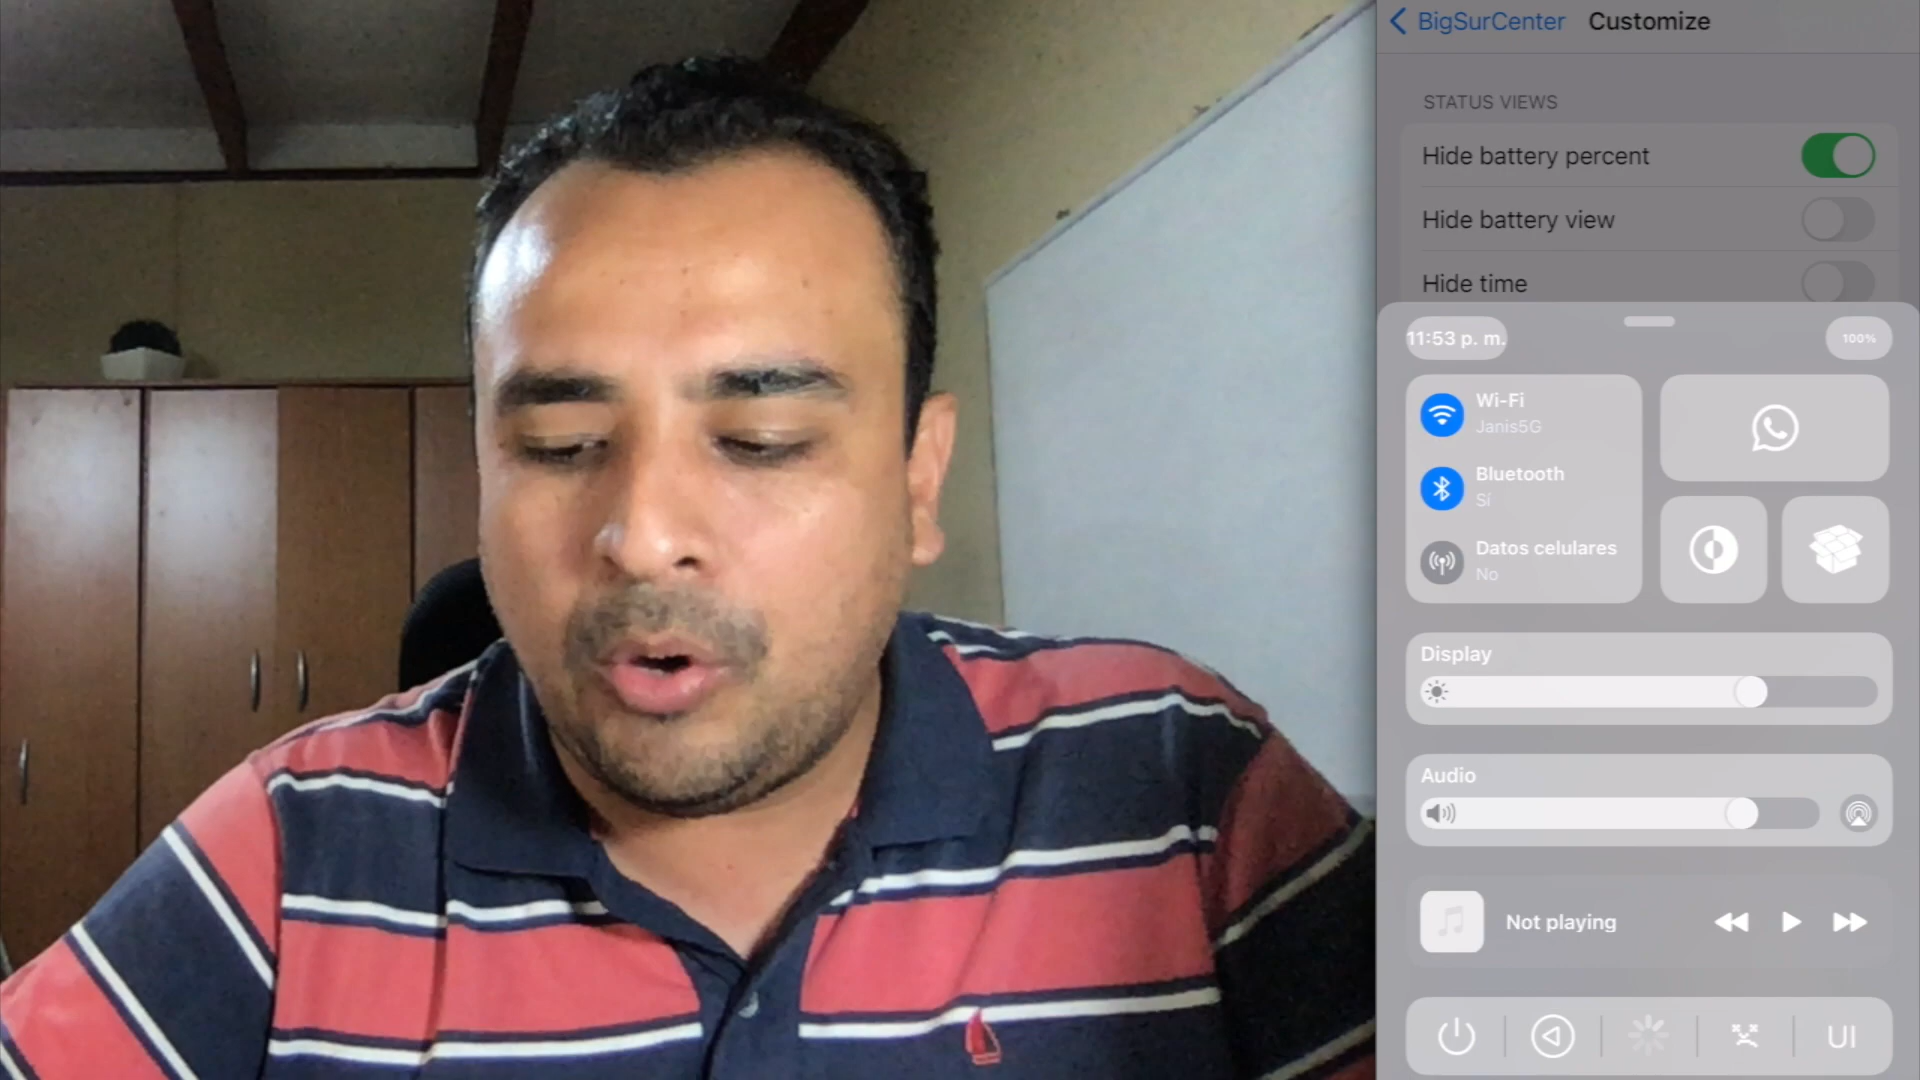 BigSurCenter Customize
STATUS VIEWS
Hide battery percent
Hide battery view
Hide time
11:53 p. m.
100%
Wi-Fi
Janis5G
Bluetooth
Sí
Datos celulares
No
Display
Audio
Not playing
UI